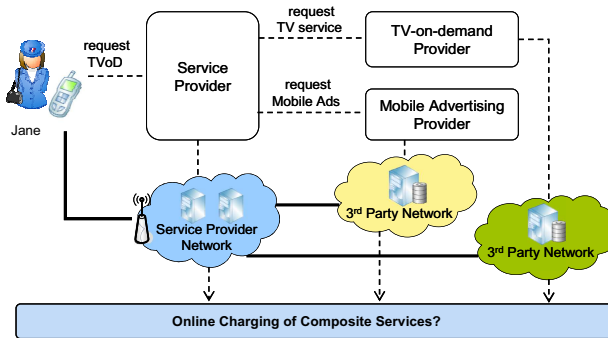 request
TVoD
Jane
Service
Provider
request
TV service
TV-on-demand
Provider
request
Mobile Ads
Mobile Advertising
Provider
Service Provider
Network
3rd Party Network
3rd Party Network
Online Charging of Composite Services?